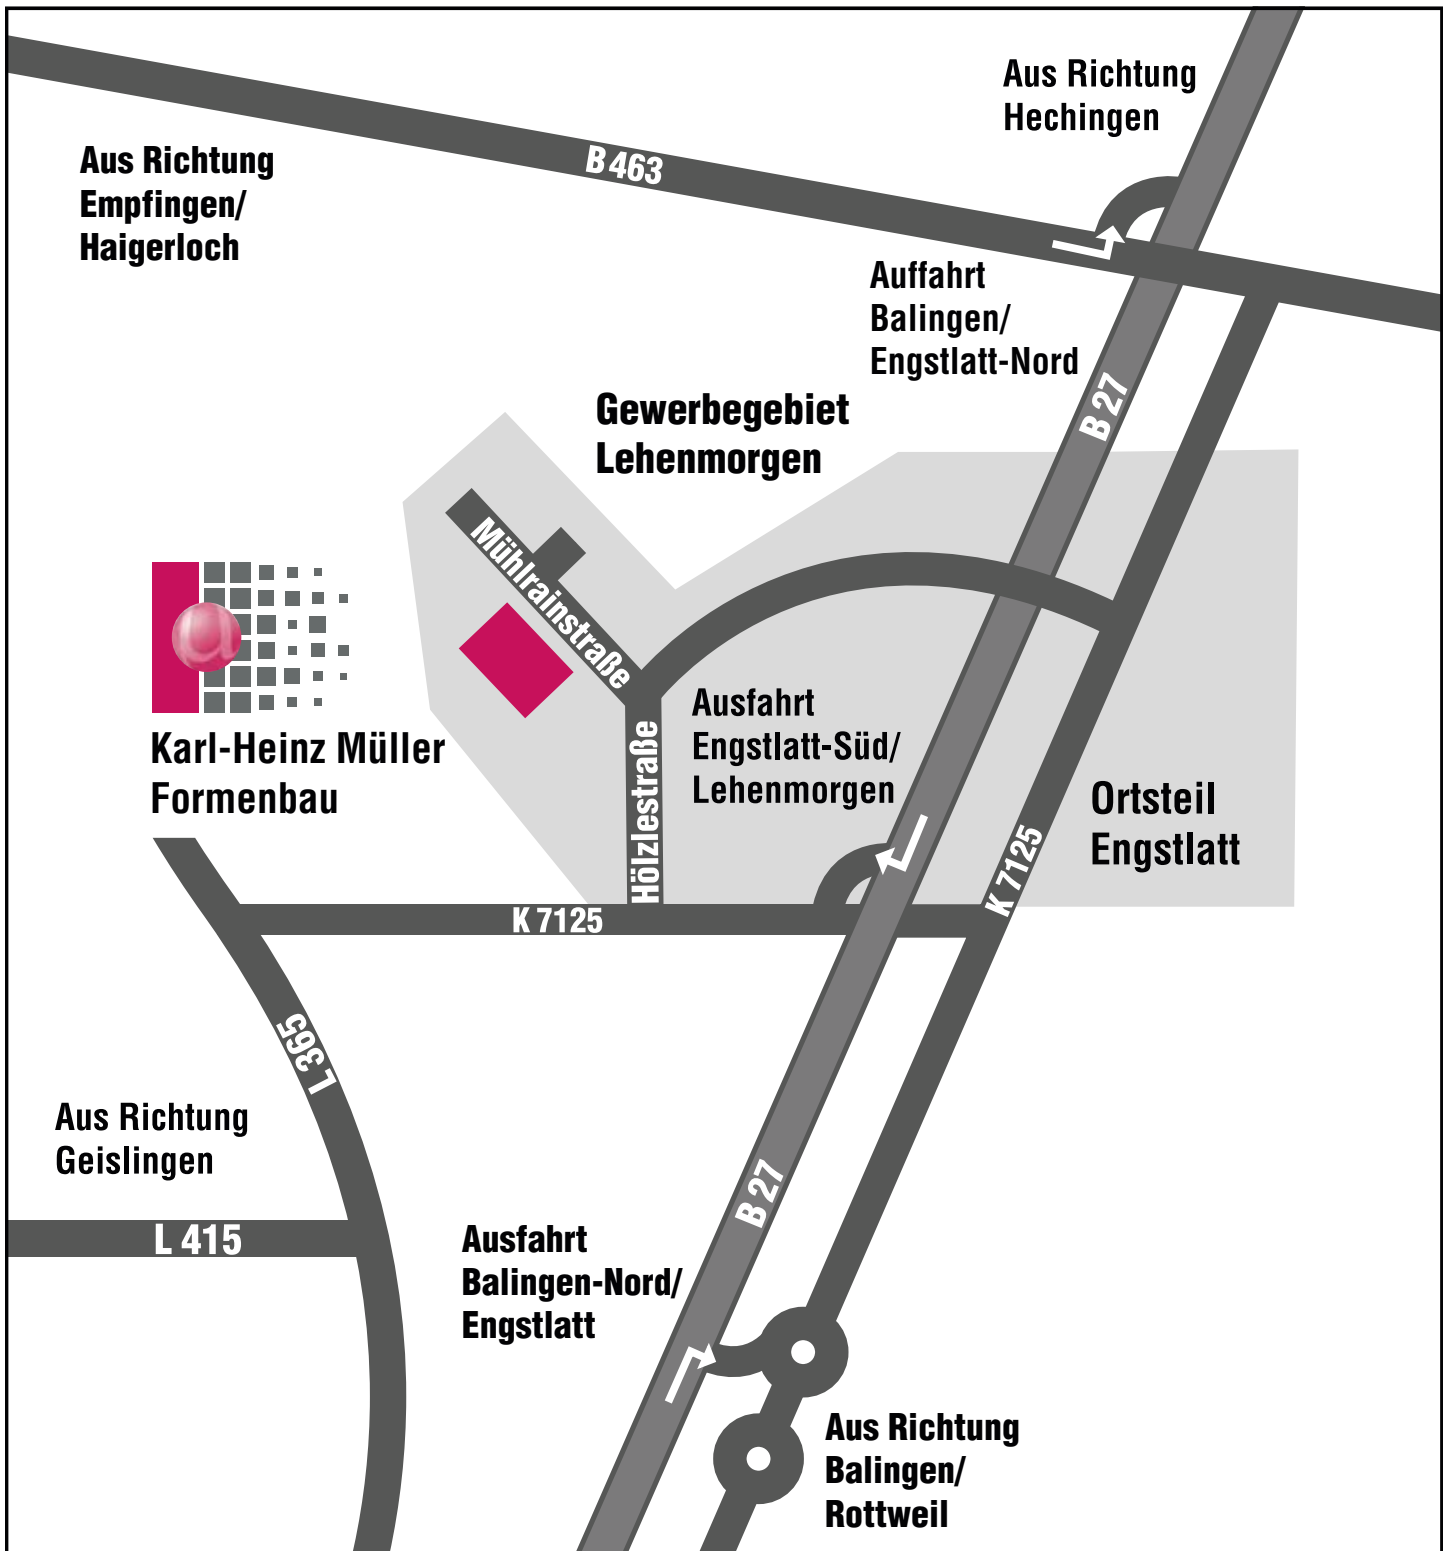 Aus Richtung
Hechingen
B 463
Aus Richtung
Empfingen/
Haigerloch
Auffahrt
Balingen/
Engstlatt-Nord
B 27
Gewerbegebiet
Lehenmorgen
Mühlrainstraße
Karl-Heinz Müller
Formenbau
Ausfahrt
Engstlatt-Süd/
Lehenmorgen
Hölzlestraße
Ortsteil
Engstlatt
K 7125
K 7125
L 365
Aus Richtung
Geislingen
L 415
B 27
Ausfahrt
Balingen-Nord/
Engstlatt
Aus Richtung
Balingen/
Rottweil